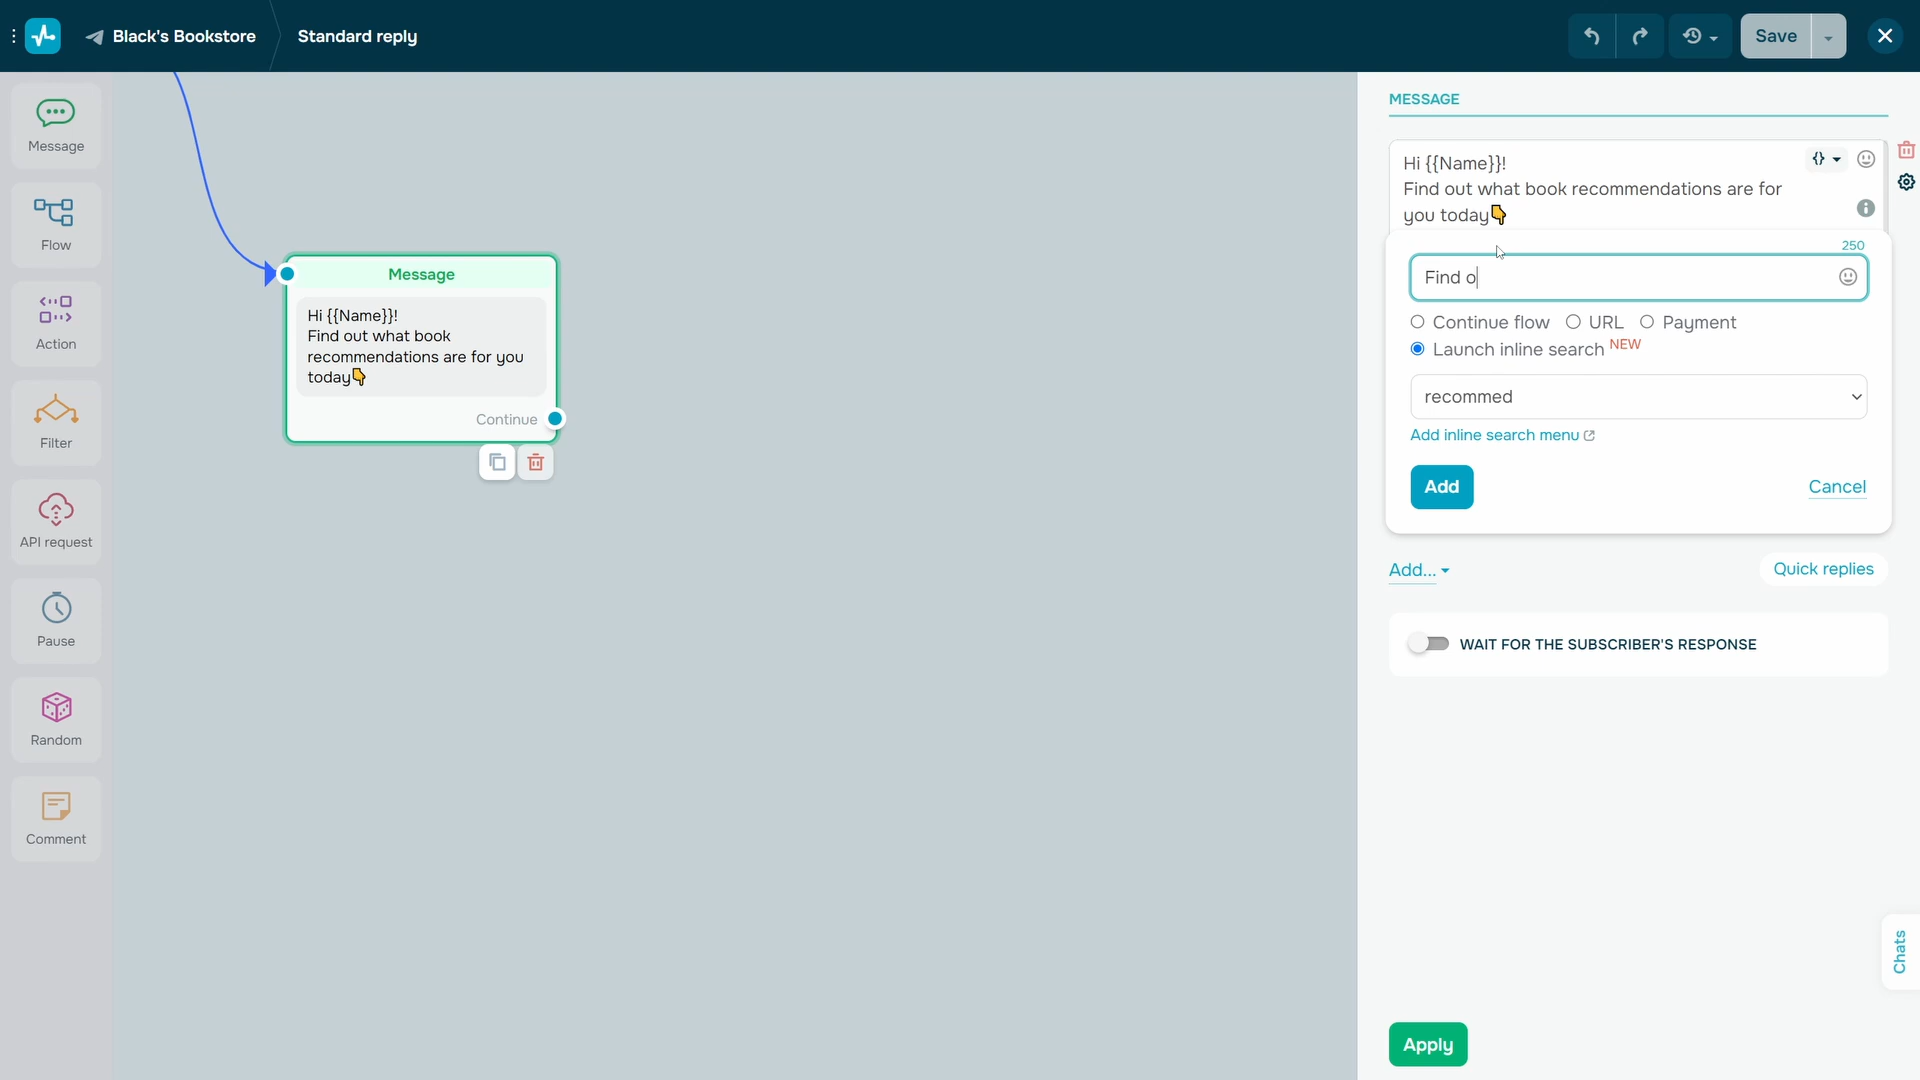 Black's Bookstore
Standard reply
Save
Message
Flow
Action
Filter
API request
Pause
Random
Comment
Message
Hi {{Name}}!
Find out what book
recommendations are for you
today👇
Continue
MESSAGE
Hi {{Name}}!
{}
Find out what book recommendations are for
you today👇
250
Find o
Continue flow
URL
Payment
Launch inline search NEW
recommed
Add inline search menu
Add
Cancel
Add...
Quick replies
WAIT FOR THE SUBSCRIBER'S RESPONSE
Chats
Apply